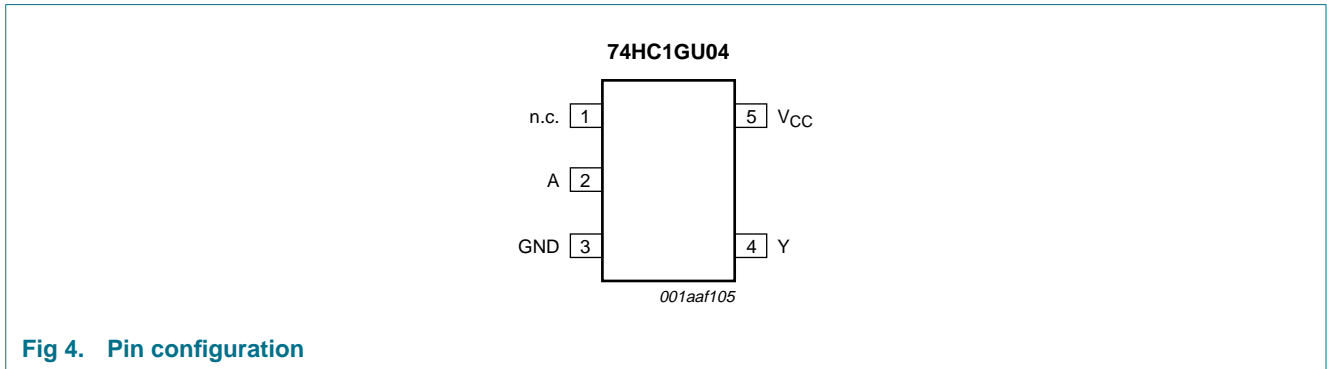 74HC1GU04
n.c. 1 5 VCC
A 2
GND 3 4 Y
001aaf105
Fig 4. Pin configuration